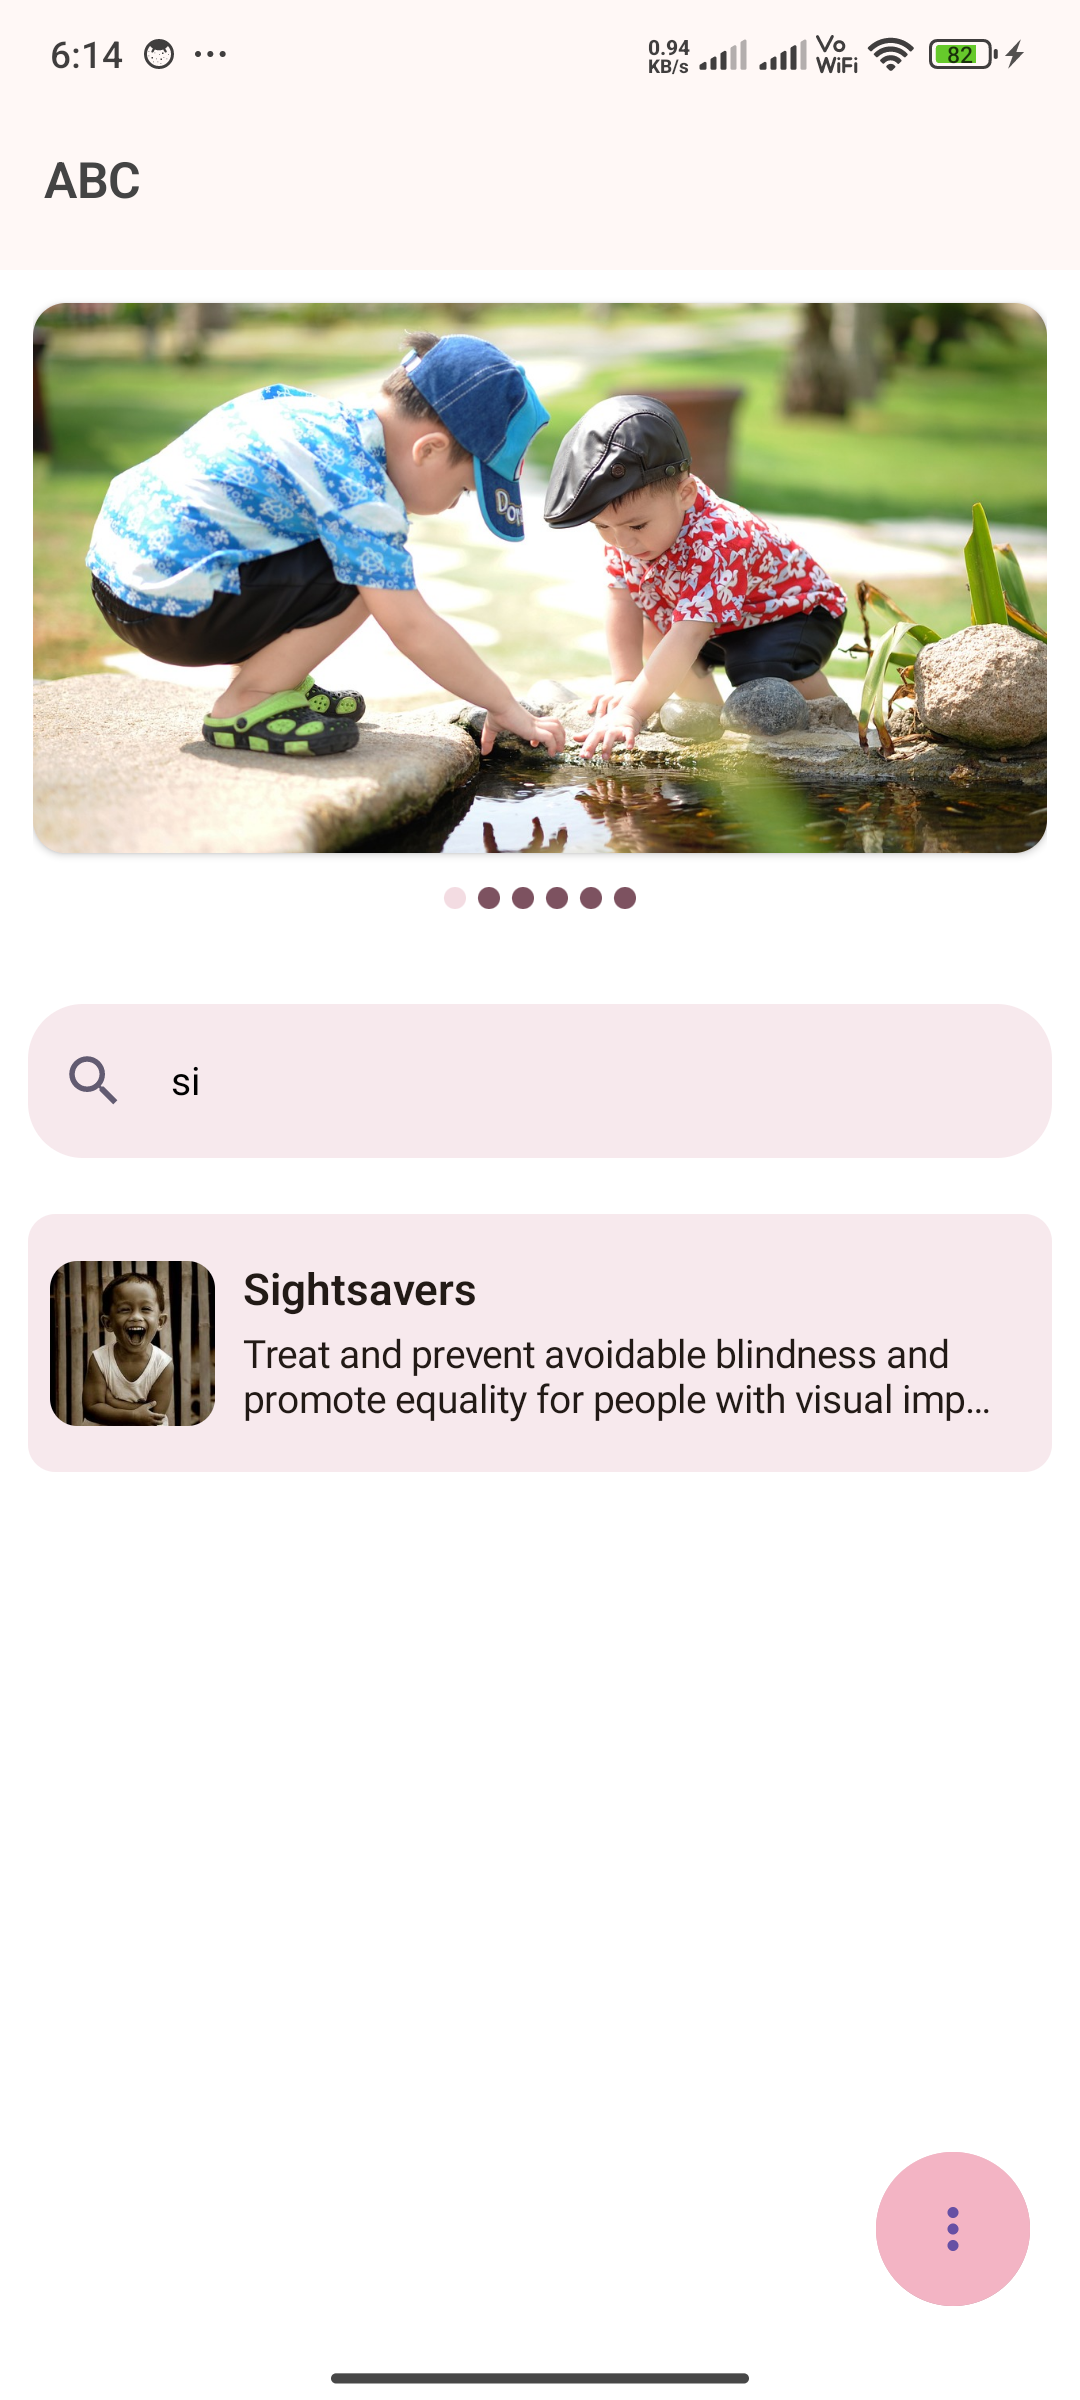 6:14
0.94
KB/s
Vo
WiFi
82
ABC
si
Sightsavers
Treat and prevent avoidable blindness and
promote equality for people with visual imp...